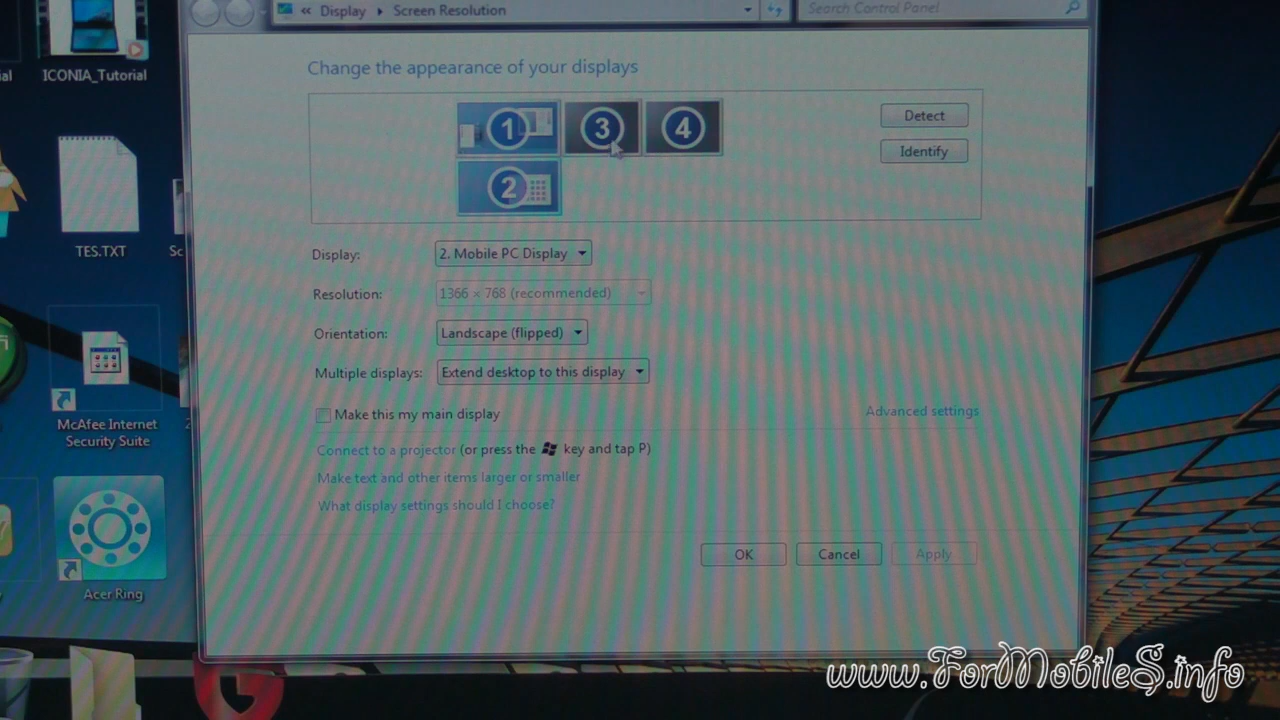 « Display ▸ Screen Resolution
Search Control Panel
ICONIA_Tutorial
Change the appearance of your displays
1
3
4
Detect
Identify
2
TES.TXT
Sc
Display:
2. Mobile PC Display
Resolution:
1366 × 768 (recommended)
Orientation:
Landscape (flipped)
Multiple displays:
Extend desktop to this display
Make this my main display
Advanced settings
McAfee Internet
Security Suite
Connect to a projector (or press the key and tap P)
Make text and other items larger or smaller
What display settings should I choose?
OK
Cancel
Apply
Acer Ring
www.ForMobileS.info